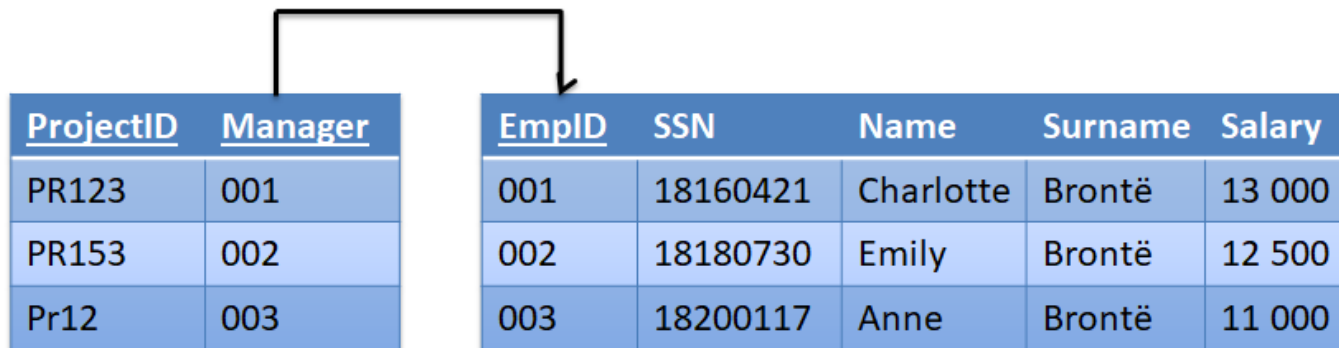 ProjectID Manager
PR123 001
PR153 002
Pr12 003
EmpID SSN Name Surname Salary
001 18160421 Charlotte Brontë 13 000
002 18180730 Emily Brontë 12 500
003 18200117 Anne Brontë 11 000